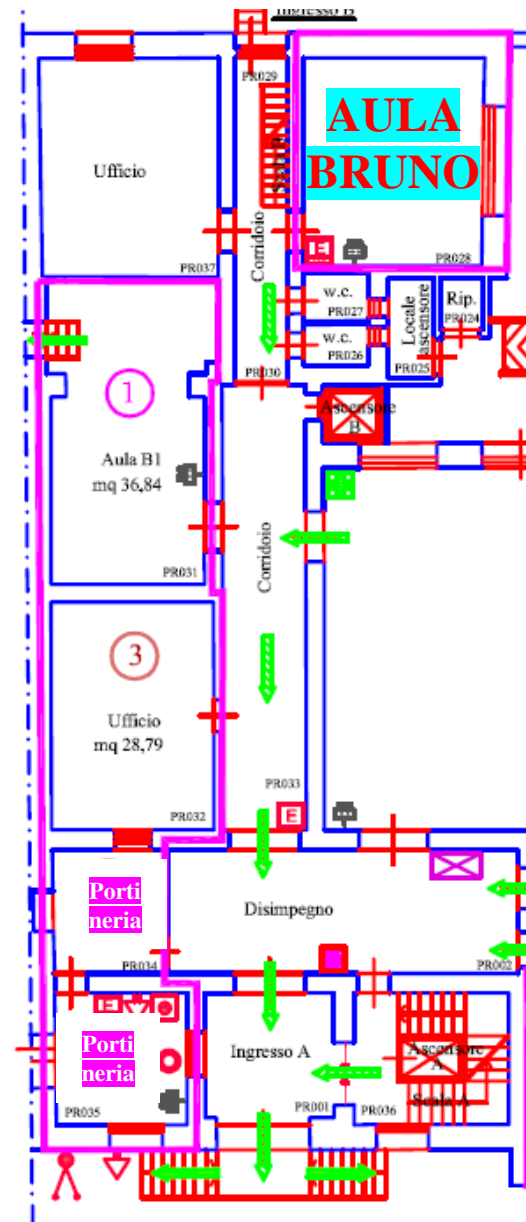 Ingresso B
PR029
AULA
BRUNO
Ufficio
Scala B
Corridoio
E
PR037
PR028
w.c.
PR027
Locale
ascensore
Rip.
PR024
w.c.
PR026
PR025
PR030
1
Ascensore
B
Aula B1
mq 36,84
Corridoio
PR031
3
Ufficio
mq 28,79
PR033
PR032
E
Porti
neria
Disimpegno
PR034
PR002
E
Porti
neria
Ingresso A
Ascensore
A
PR035
PR001
PR036
Scala A